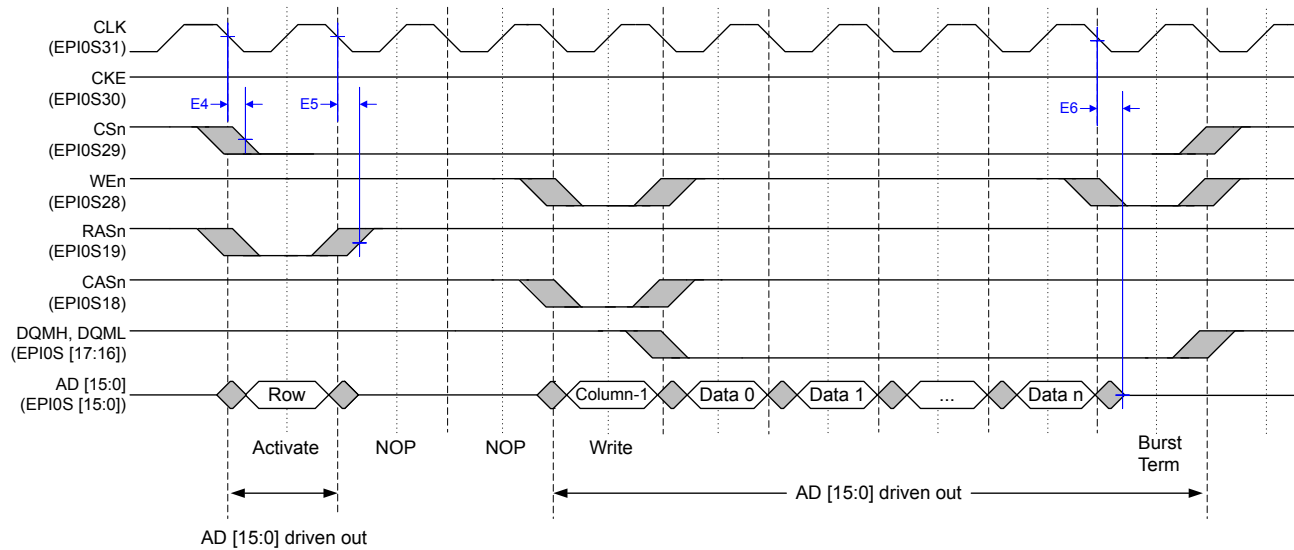 CLK
(EPI0S31)
CKE
(EPI0S30)
E4
E5
E6
CSn
(EPI0S29)
WEn
(EPI0S28)
RASn
(EPI0S19)
CASn
(EPI0S18)
DQMH, DQML
(EPI0S [17:16])
AD [15:0]
(EPI0S [15:0])
Row
Column-1
Data 0
Data 1
...
Data n
Activate
NOP
NOP
Write
Burst
Term
AD [15:0] driven out
AD [15:0] driven out